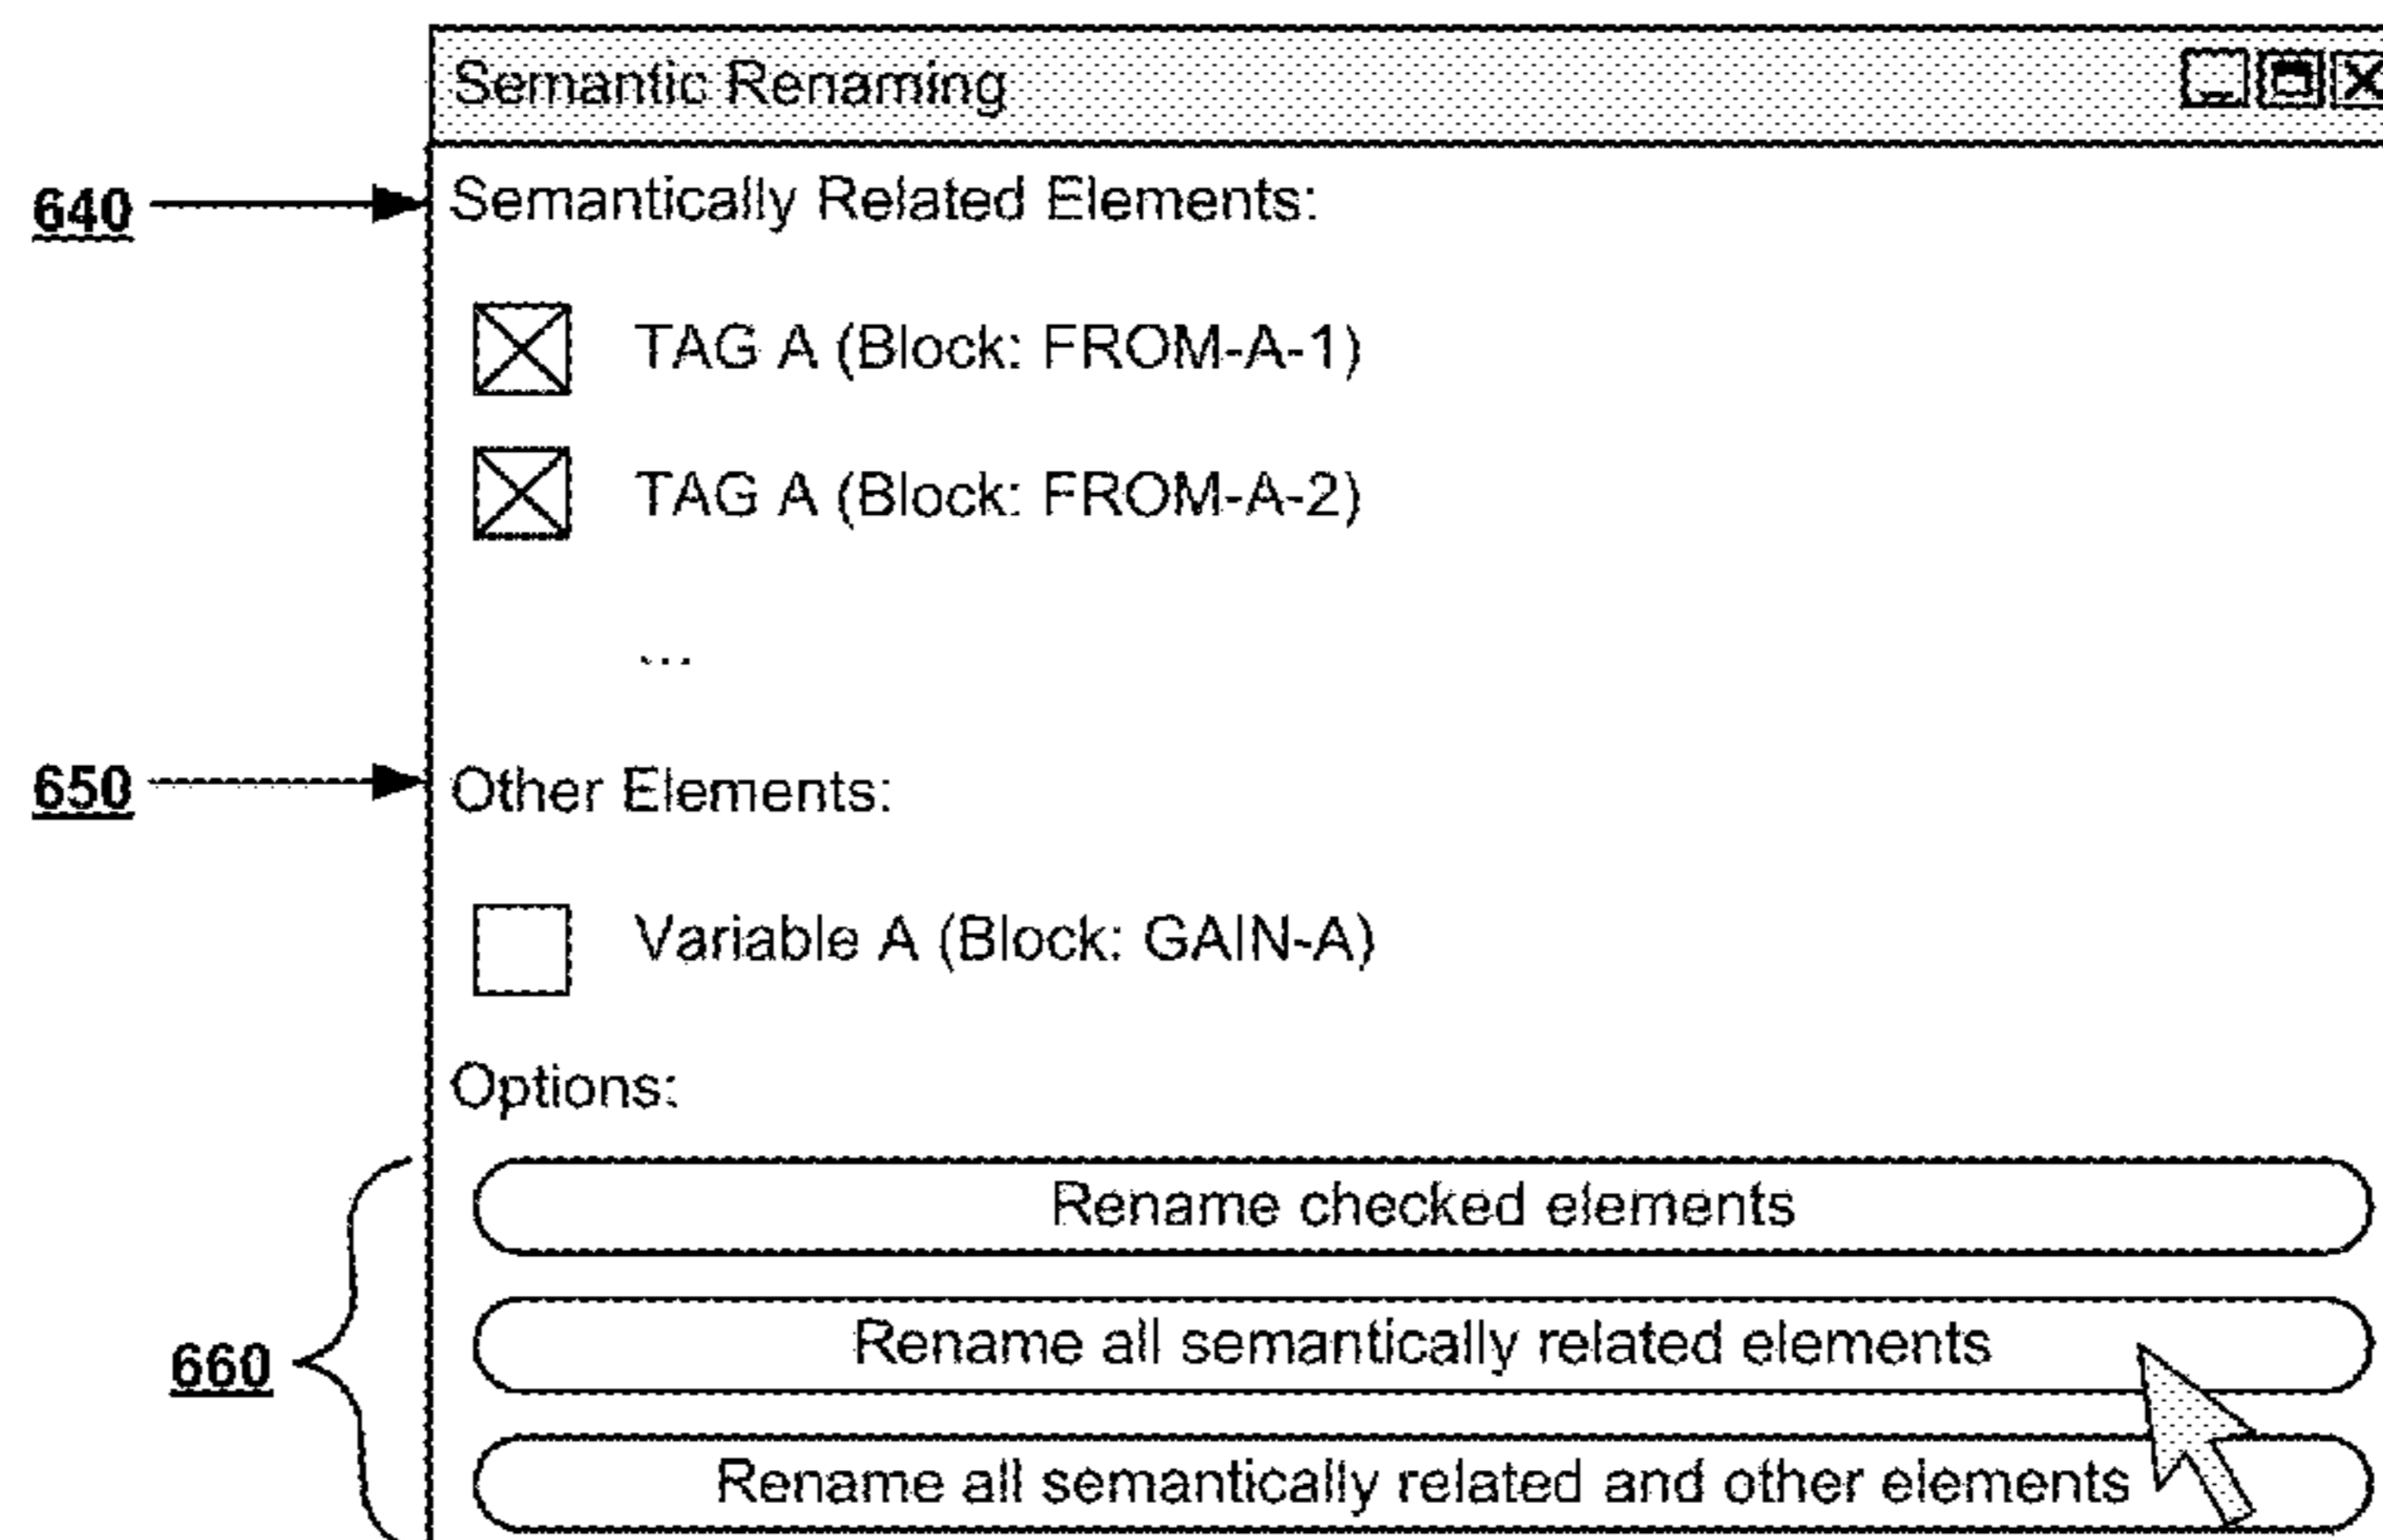 Semantic Renaming
640
Semantically Related Elements:
TAG A (Block: FROM-A-1)
TAG A (Block: FROM-A-2)
...
650
Other Elements:
Variable A (Block: GAIN-A)
Options:
660
Rename checked elements
Rename all semantically related elements
Rename all semantically related and other elements